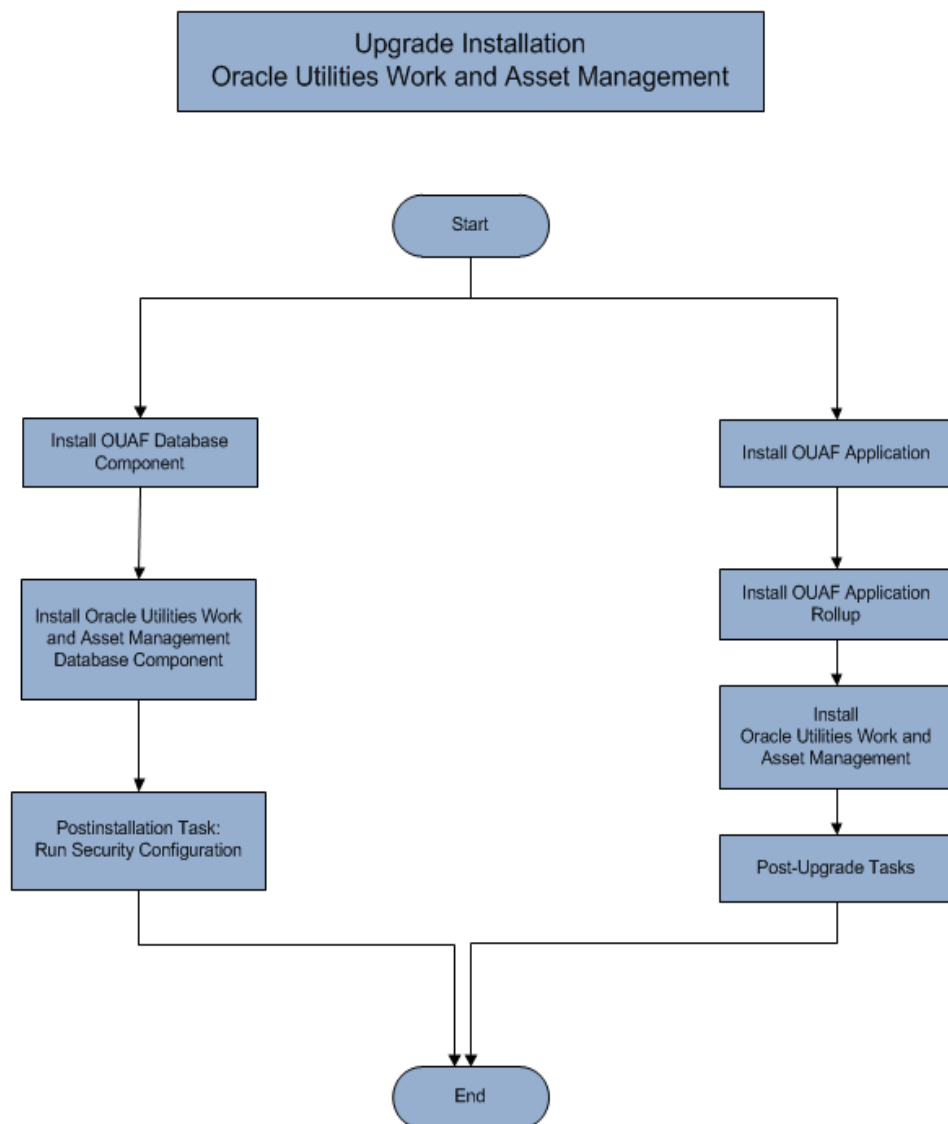 Upgrade Installation
Oracle Utilities Work and Asset Management
Start
Install OUAF Database
Component
Install OUAF Application
Install Oracle Utilities Work
and Asset Management
Database Component
Install OUAF Application
Rollup
Install
Oracle Utilities Work and
Asset Management
Postinstallation Task:
Run Security Configuration
Post-Upgrade Tasks
End